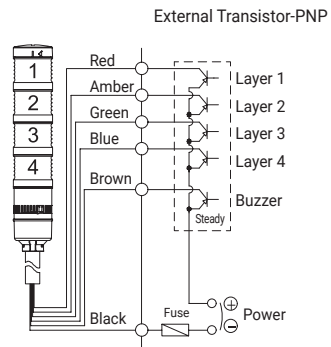 External Transistor-PNP
Red
Layer 1
Amber
Layer 2
Green
Layer 3
Blue
Layer 4
Brown
Buzzer
Steady
1
2
3
4
Black
Fuse
+
Power
−